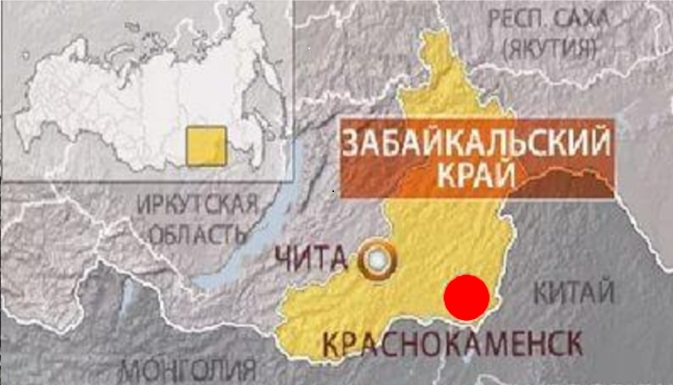 РЕСП. САХА
(ЯКУТИЯ)
ЗАБАЙКАЛЬСКИЙ
КРАЙ
ИРКУТСКАЯ
ОБЛАСТЬ
ЧИТА
КИТАЙ
КРАСНОКАМЕНСК
МОНГОЛИЯ